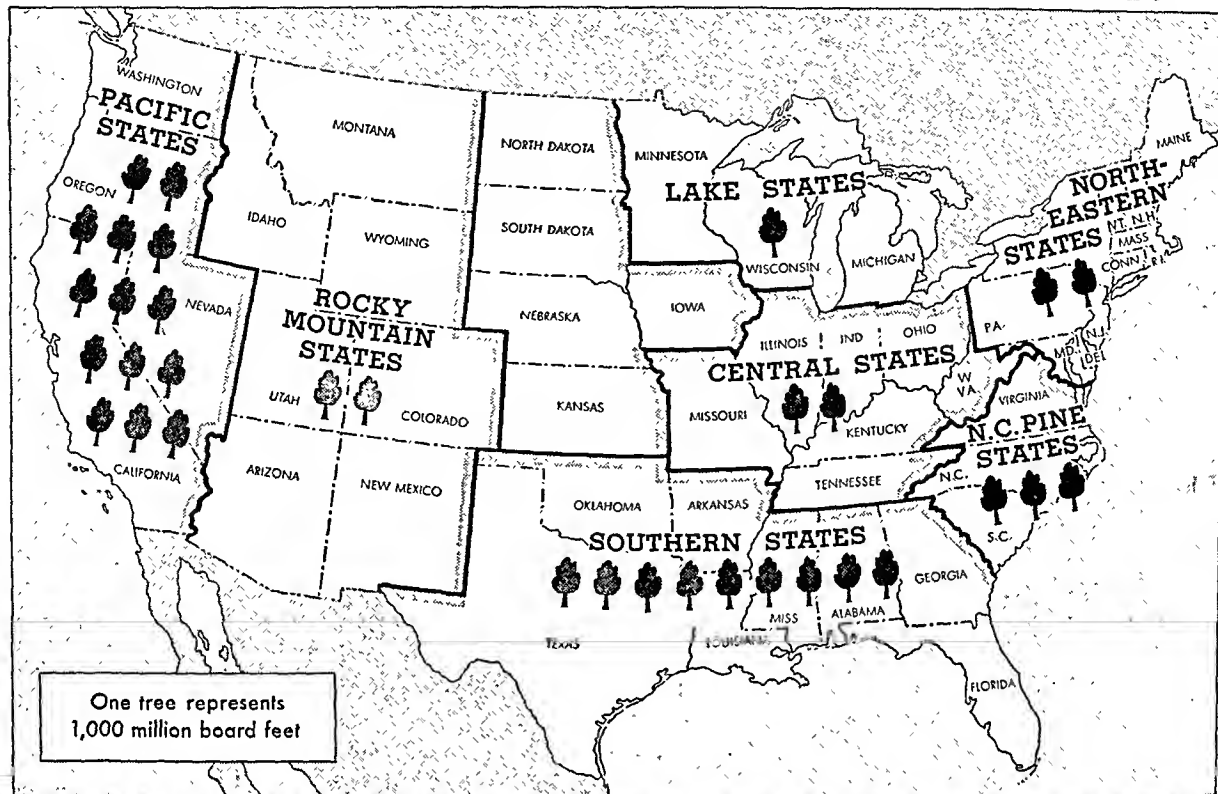 WASHINGTON
PACIFIC
STATES
OREGON
NEVADA
CALIFORNIA
MONTANA
IDAHO
WYOMING
ROCKY
MOUNTAIN
STATES
UTAH
COLORADO
ARIZONA
NEW MEXICO
NORTH DAKOTA
SOUTH DAKOTA
NEBRASKA
KANSAS
MINNESOTA
LAKE STATES
WISCONSIN
MICHIGAN
IOWA
ILLINOIS
IND
OHIO
CENTRAL STATES
MISSOURI
KENTUCKY
W
VA.
TENNESSEE
MAINE
NORTH-
EASTERN
STATES
VT. N.H.
MASS
CONN
R.I.
PA.
N.J.
MD.
DEL
VIRGINIA
N.C. PINE
STATES
N.C.
S.C.
OKLAHOMA
ARKANSAS
SOUTHERN STATES
GEORGIA
MISS
ALABAMA
TEXAS
LOUISIANA
FLORIDA
One tree represents
1,000 million board feet